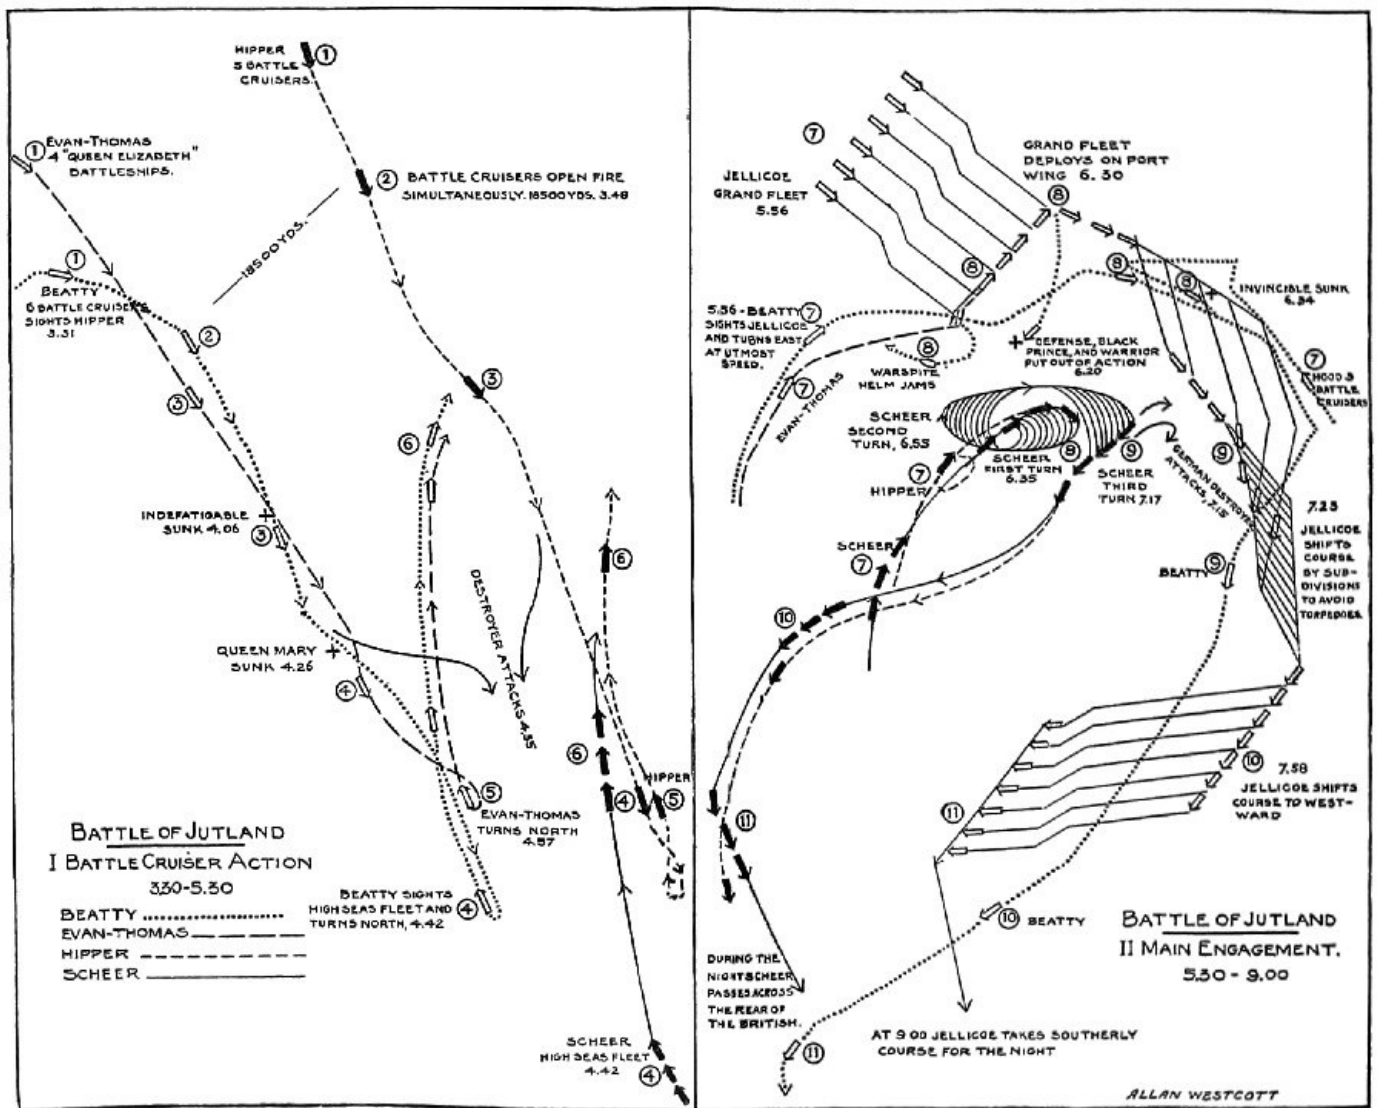 HIPPER
5 BATTLE
CRUISERS.
1
1
EVAN-THOMAS
4 "QUEEN ELIZABETH"
BATTLESHIPS.
2
BATTLE CRUISERS OPEN FIRE
SIMULTANEOUSLY. 18500 YDS. 3.48
18500 YDS.
1
BEATTY
6 BATTLE CRUISERS
SIGHTS HIPPER
3.31
2
3
3
6
INDEFATIGABLE
SUNK 4.06
3
6
DESTROYER ATTACKS 4.35
QUEEN MARY
SUNK 4.26
4
6
HIPPER
4
5
5
EVAN-THOMAS
TURNS NORTH
4.57
BATTLE OF JUTLAND
I BATTLE CRUISER ACTION
3.30-5.30
BEATTY
EVAN-THOMAS
HIPPER
SCHEER
BEATTY SIGHTS
HIGH SEAS FLEET AND
TURNS NORTH, 4.42
4
SCHEER
HIGH SEAS FLEET
4.42
4
7
JELLICOE
GRAND FLEET
5.56
GRAND FLEET
DEPLOYS ON PORT
WING 6.30
8
8
8
8
INVINCIBLE SUNK
6.34
5.56-BEATTY
SIGHTS JELLICOE
AND TURNS EAST
AT UTMOST
SPEED.
7
7
EVAN-THOMAS
8
WARSPITE
HELM JAMS
DEFENSE, BLACK
PRINCE, AND WARRIOR
PUT OUT OF ACTION
6.20
7
HOOD 3
BATTLE
CRUISERS
SCHEER
SECOND
TURN, 6.55
SCHEER
FIRST TURN
6.35
8
9
SCHEER
THIRD
TURN 7.17
GERMAN DESTROYER
ATTACKS, 7.15
9
7
HIPPER
SCHEER
7
7.23
JELLICOE
SHIFTS
COURSE
BY SUB-
DIVISIONS
TO AVOID
TORPEDOES
BEATTY
9
10
10
7.58
JELLICOE SHIFTS
COURSE TO WEST-
WARD
11
11
10
BEATTY
DURING THE
NIGHT SCHEER
PASSES ACROSS
THE REAR OF
THE BRITISH.
11
AT 9.00 JELLICOE TAKES SOUTHERLY
COURSE FOR THE NIGHT
BATTLE OF JUTLAND
II MAIN ENGAGEMENT.
5.30 - 9.00
ALLAN WESTCOTT